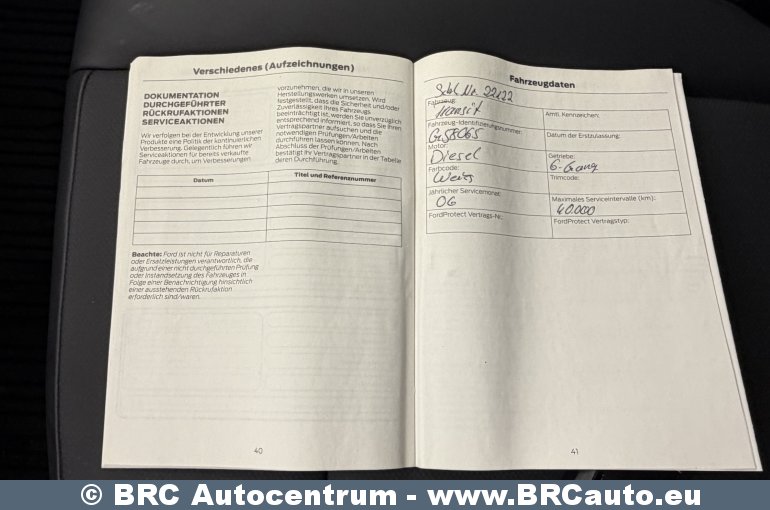 Verschiedenes (Aufzeichnungen)
DOKUMENTATION
DURCHGEFÜHRTER
RÜCKRUFAKTIONEN
SERVICEAKTIONEN
Wir verfolgen bei der Entwicklung unserer
Produkte eine Politik der kontinuierlichen
Verbesserung. Gelegentlich führen wir
Serviceaktionen für bereits verkaufte
Fahrzeuge durch, um Verbesserungen
vorzunehmen, die wir in unseren
Herstellungswerken umsetzen. Wird
festgestellt, dass die Sicherheit und/oder
Zuverlässigkeit Ihres Fahrzeugs
beeinträchtigt ist, werden Sie unverzüglich
entsprechend informiert, so dass Sie Ihren
Vertragspartner aufsuchen und die
notwendigen Prüfungen/Arbeiten
durchführen lassen können. Nach
Abschluss der Prüfungen/Arbeiten
bestätigt Ihr Vertragspartner in der Tabelle
deren Durchführung.
Datum
Titel und Referenznummer
Beachte: Ford ist nicht für Reparaturen
oder Ersatzleistungen verantwortlich, die
aufgrund einer nicht durchgeführten Prüfung
oder Instandsetzung des Fahrzeuges in
Folge einer Benachrichtigung hinsichtlich
einer ausstehenden Rückrufaktion
erforderlich sind/waren.
40
Fahrzeugdaten
Nr. 22122
Fahrzeug:
Transit
Amtl. Kennzeichen:
Fahrzeug-Identifizierungsnummer:
GS8065
Datum der Erstzulassung:
Motor:
Diesel
Getriebe:
6-Gang
Farbcode:
Weiß
Trimcode:
Jährlicher Servicemonat:
06
Maximales Serviceintervalle (km):
40.000
FordProtect Vertrags-Nr.:
FordProtect Vertragstyp:
41
© BRC Autocentrum - www.BRCauto.eu